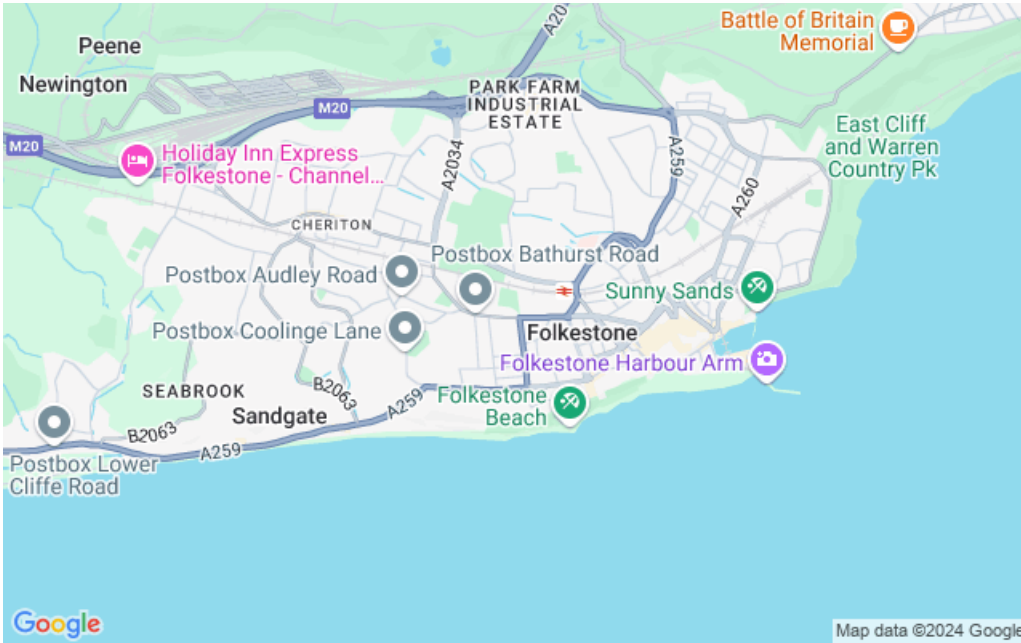 Battle of Britain
Memorial
A20
Peene
Newington
PARK FARM
INDUSTRIAL
ESTATE
M20
M20
East Cliff
and Warren
Country Pk
Holiday Inn Express
Folkestone - Channel...
A2034
A259
A260
CHERITON
Postbox Bathurst Road
Postbox Audley Road
Sunny Sands
Postbox Coolinge Lane
Folkestone
Folkestone Harbour Arm
SEABROOK
B2063
Folkestone
Beach
Sandgate
A259
B2063
A259
Postbox Lower
Cliffe Road
Google
Map data ©2024 Google